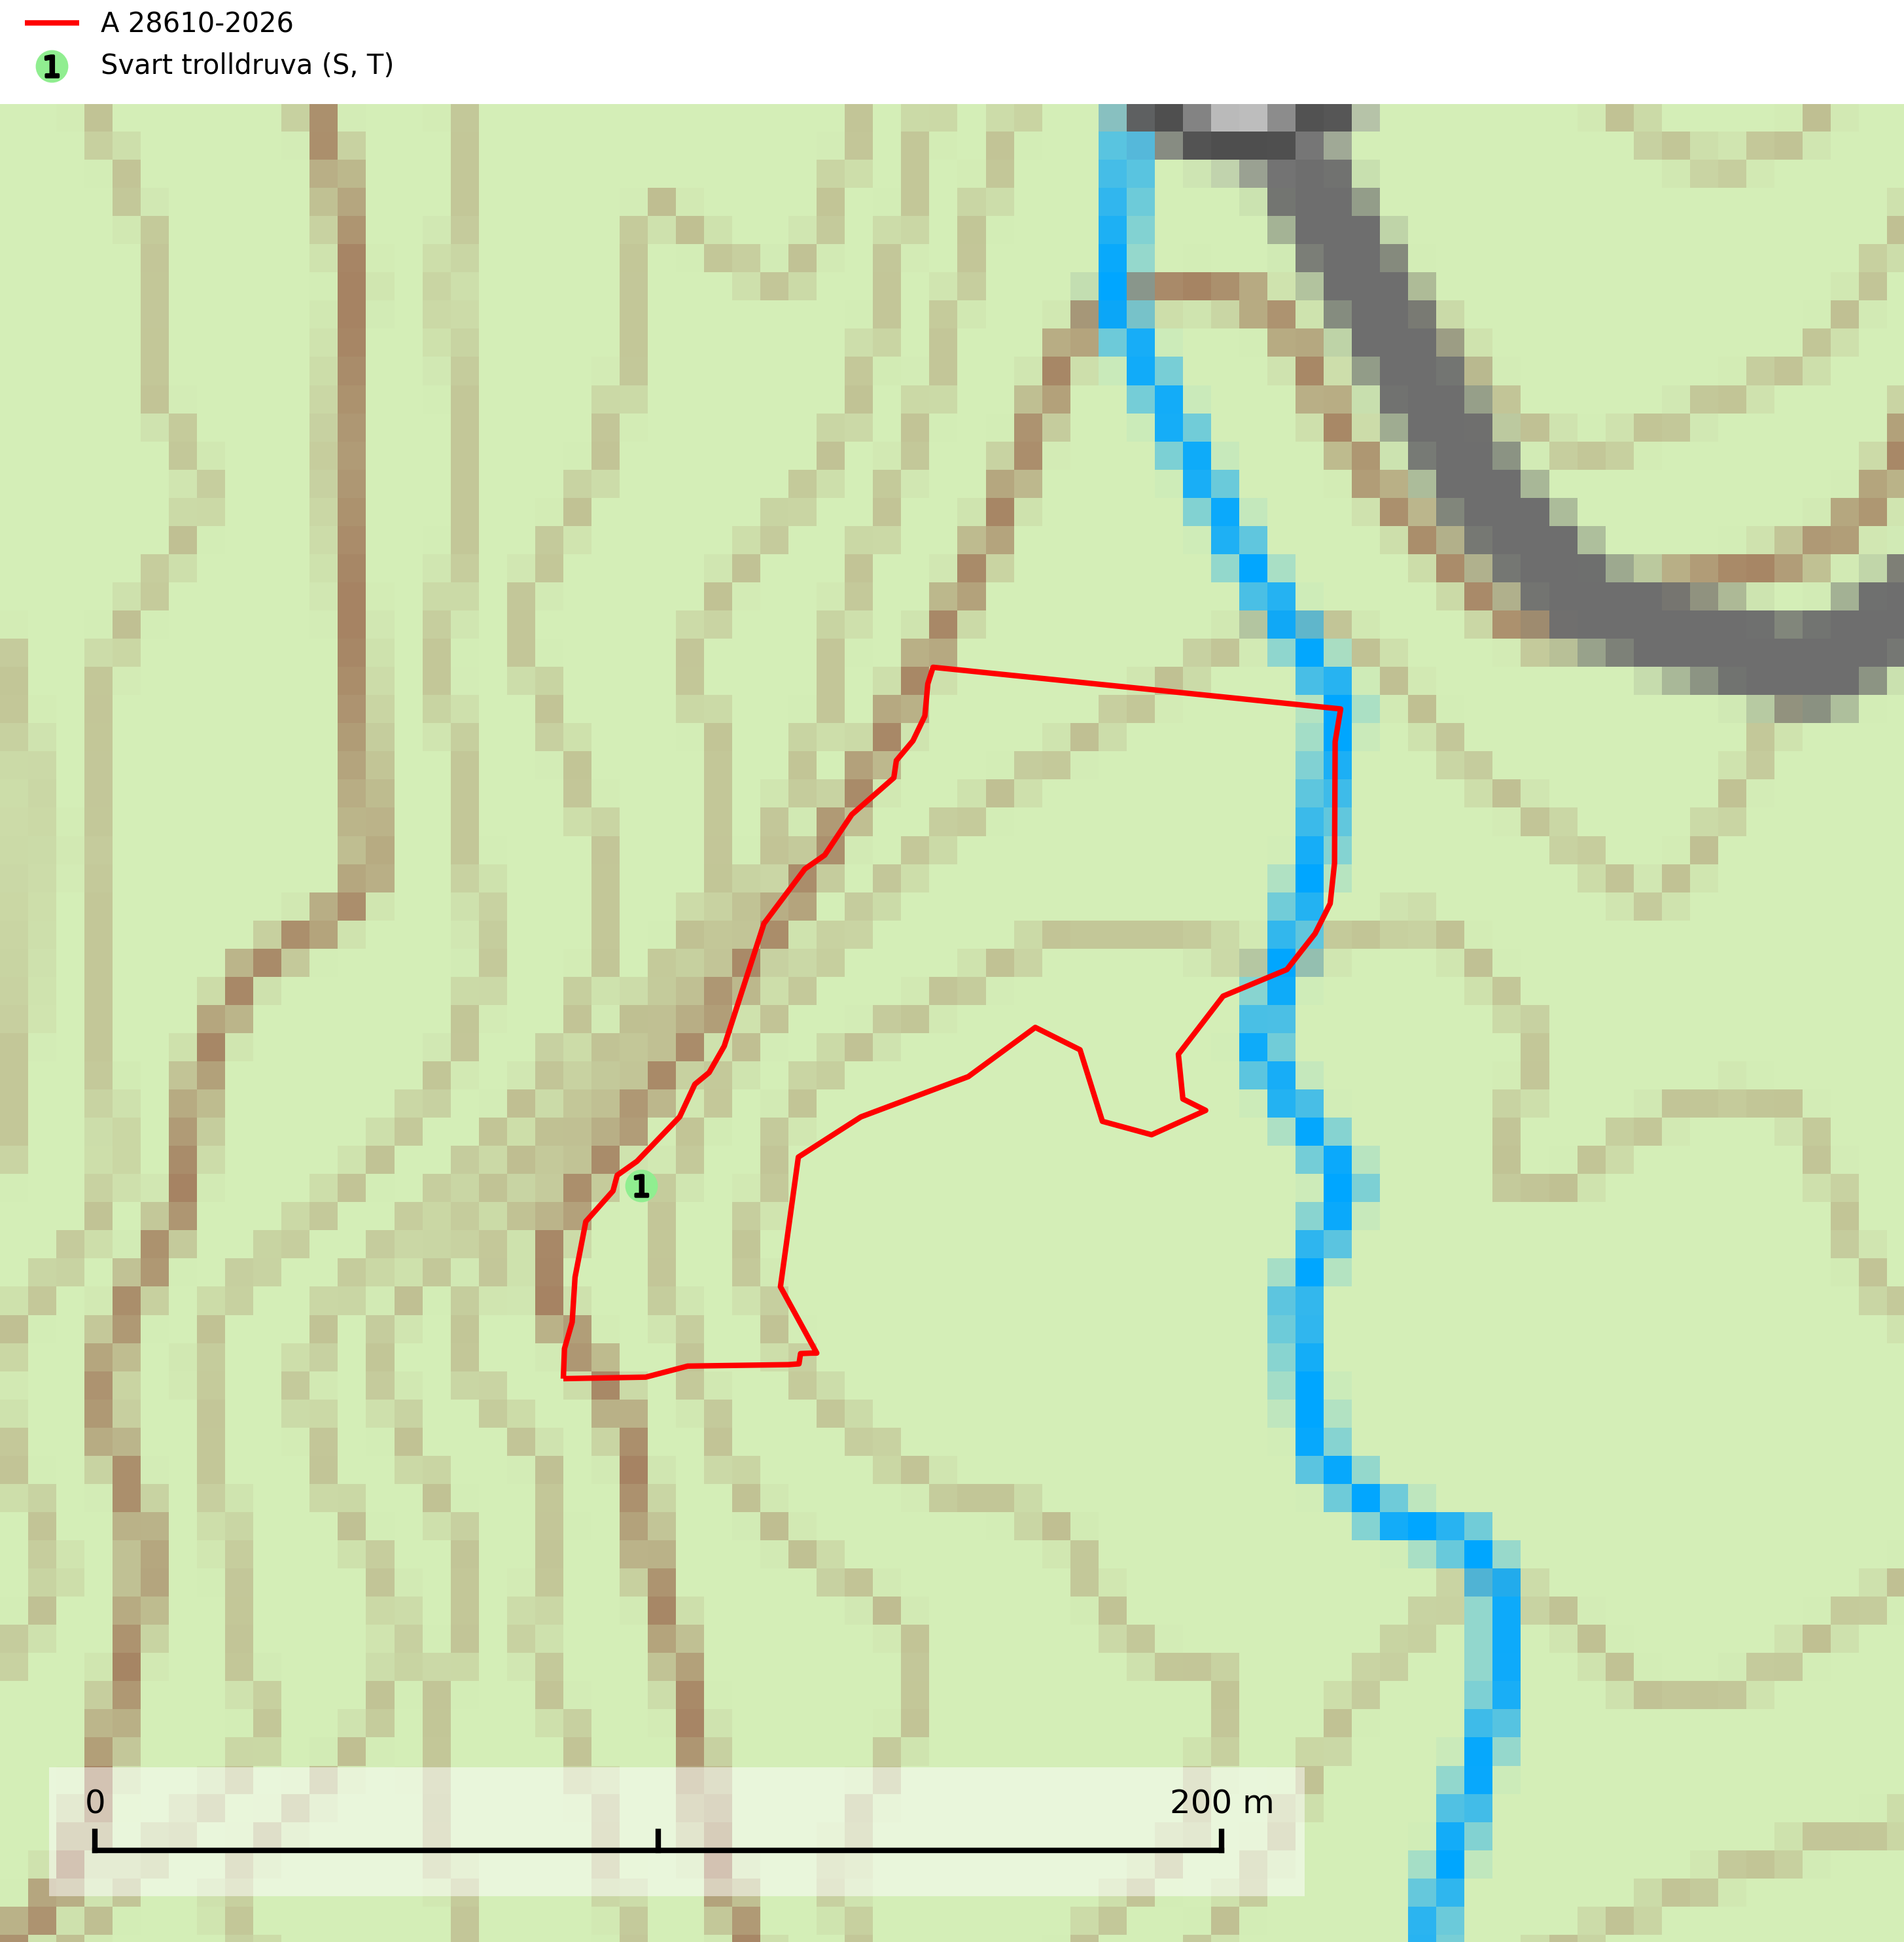 A 28610-2026
1 Svart trolldruva (S, T)
1
0 200 m